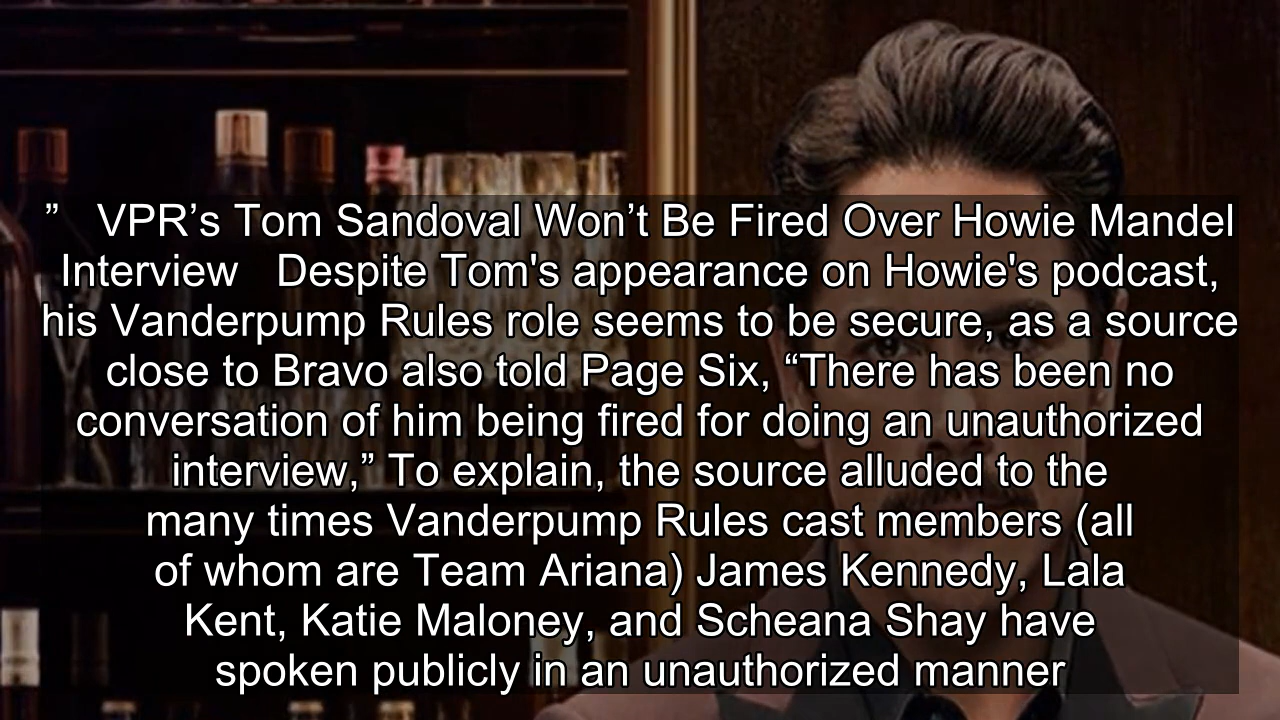 ”   VPR’s Tom Sandoval Won’t Be Fired Over Howie Mandel
Interview   Despite Tom's appearance on Howie's podcast,
his Vanderpump Rules role seems to be secure, as a source
close to Bravo also told Page Six, “There has been no
conversation of him being fired for doing an unauthorized
interview,” To explain, the source alluded to the
many times Vanderpump Rules cast members (all
of whom are Team Ariana) James Kennedy, Lala
Kent, Katie Maloney, and Scheana Shay have
spoken publicly in an unauthorized manner